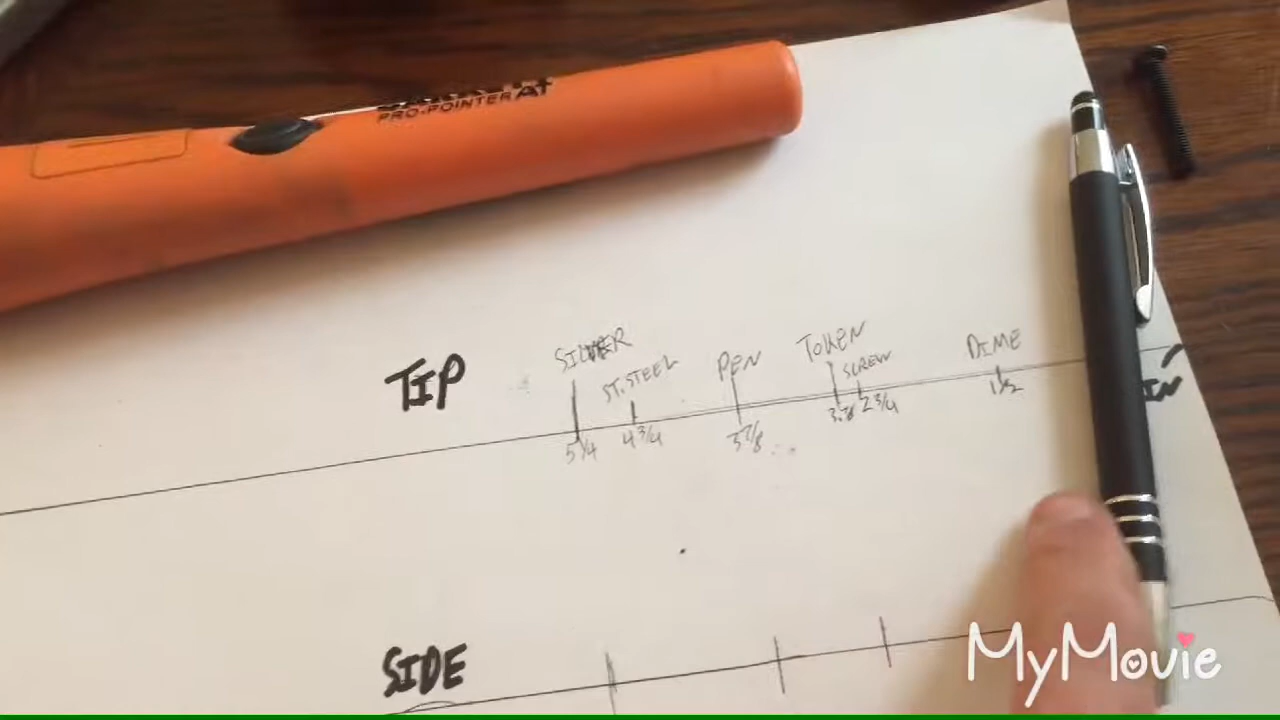 PRO-POINTER AT
TIP
SILVER
ST. STEEL
PEN
TOKEN
SCREW
DIME
5 1/4
4 3/4
3 7/8
2 3/4
1 1/2
IN
SIDE
MyMovie